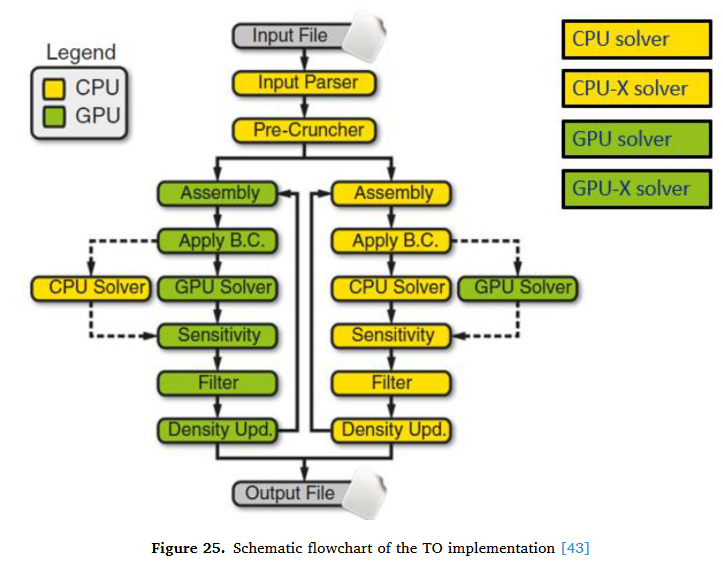 Input File
Legend
CPU
GPU
Input Parser
Pre-Cruncher
CPU solver
CPU-X solver
GPU solver
GPU-X solver
Assembly
Assembly
Apply B.C.
Apply B.C.
CPU Solver
GPU Solver
CPU Solver
GPU Solver
Sensitivity
Sensitivity
Filter
Filter
Density Upd.
Density Upd.
Output File
Figure 25. Schematic flowchart of the TO implementation [43]